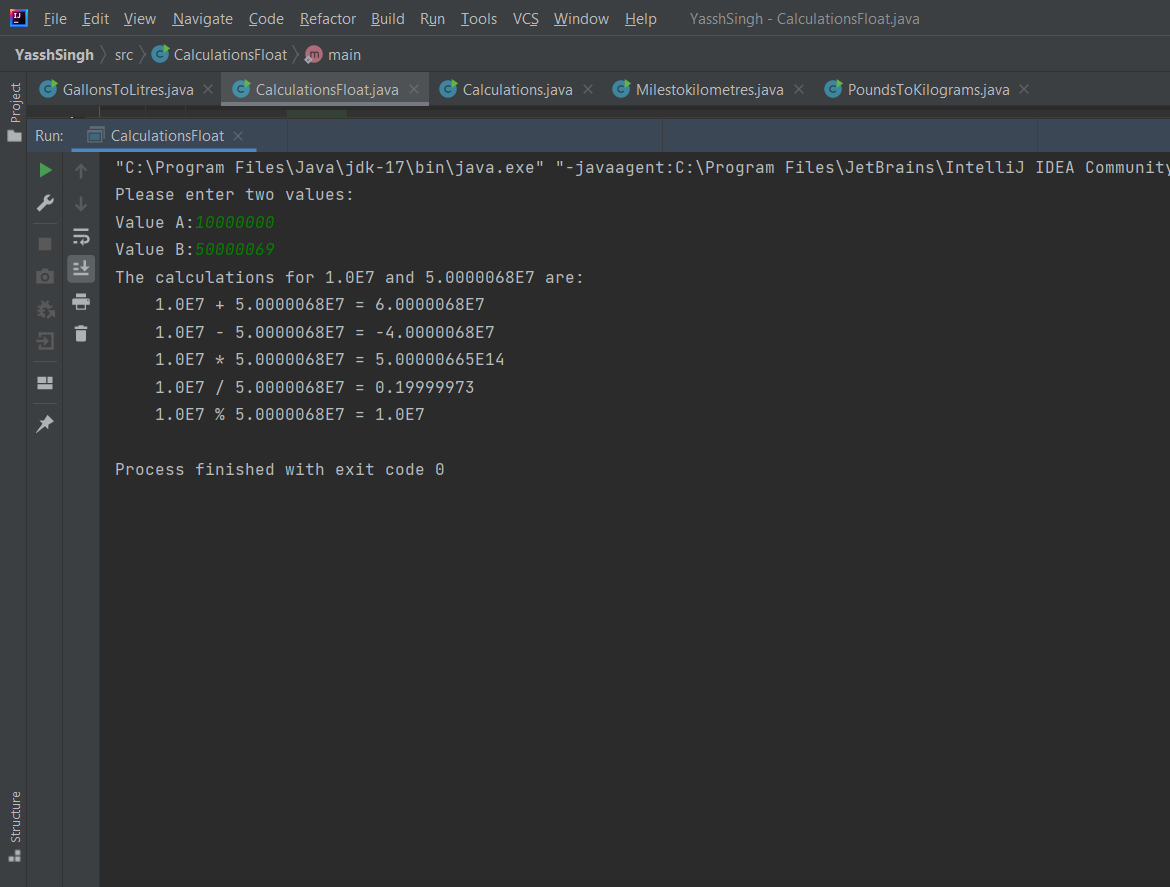 File Edit View Navigate Code Refactor Build Run Tools VCS Window Help YasshSingh - CalculationsFloat.java
YasshSingh src CalculationsFloat main
GallonsToLitres.java CalculationsFloat.java Calculations.java Milestokilometres.java PoundsToKilograms.java
Project
Run: CalculationsFloat
"C:\Program Files\Java\jdk-17\bin\java.exe" "-javaagent:C:\Program Files\JetBrains\IntelliJ IDEA Community
Please enter two values:
Value A:10000000
Value B:50000069
The calculations for 1.0E7 and 5.0000068E7 are:
1.0E7 + 5.0000068E7 = 6.0000068E7
1.0E7 - 5.0000068E7 = -4.0000068E7
1.0E7 * 5.0000068E7 = 5.00000665E14
1.0E7 / 5.0000068E7 = 0.19999973
1.0E7 % 5.0000068E7 = 1.0E7
Process finished with exit code 0
Structure